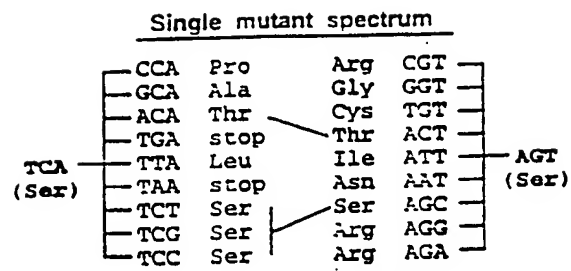 Single mutant spectrum
CCA Pro Arg CGT
GCA Ala Gly GGT
ACA Thr Cys TGT
TGA stop Thr ACT
TCA TTA Leu Ile ATT AGT
(Ser) TAA stop Asn AAT (Ser)
TCT Ser Ser AGC
TCG Ser Arg AGG
TCC Ser Arg AGA